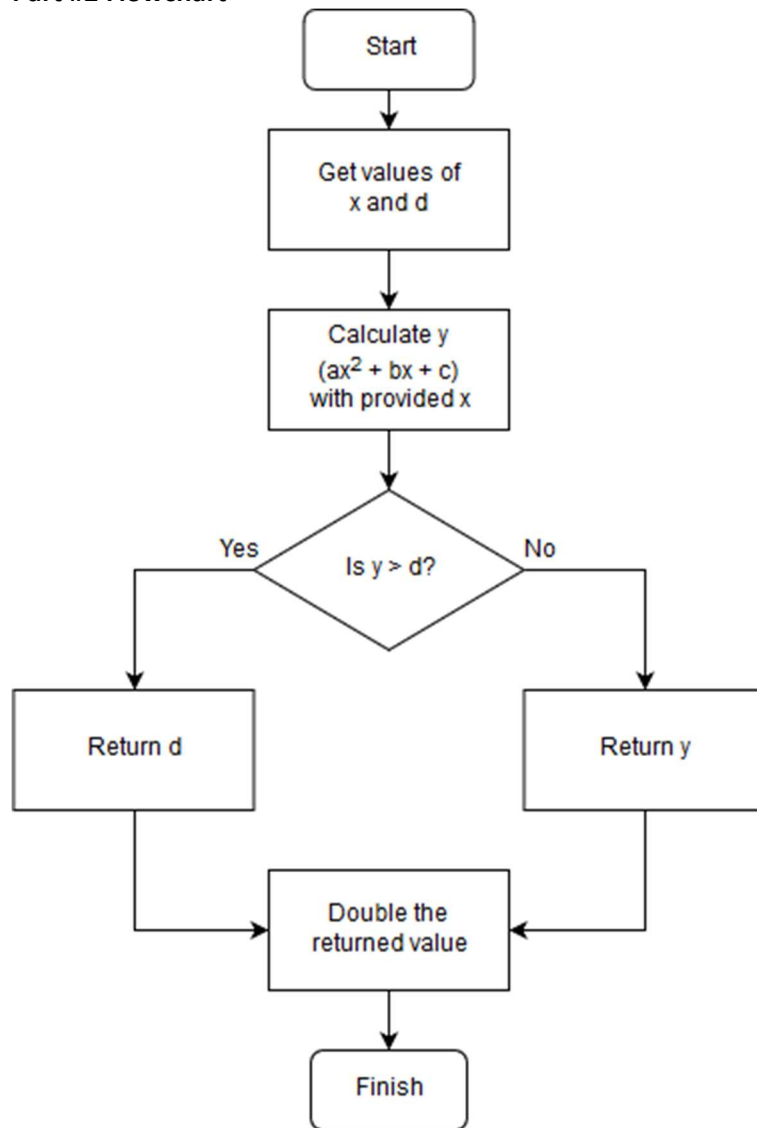 Start
Get values of
x and d
Calculate y
(ax² + bx + c)
with provided x
Yes
Is y > d?
No
Return d
Return y
Double the
returned value
Finish